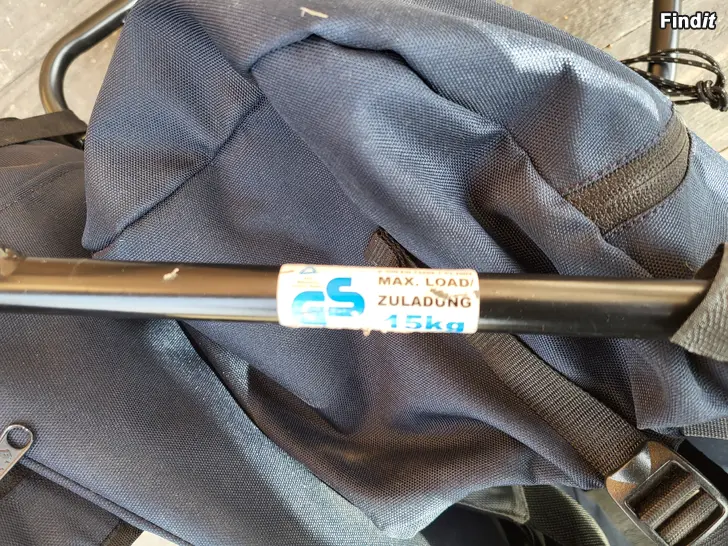 Findit
GS
MAX. LOAD/
ZULADUNG
15kg